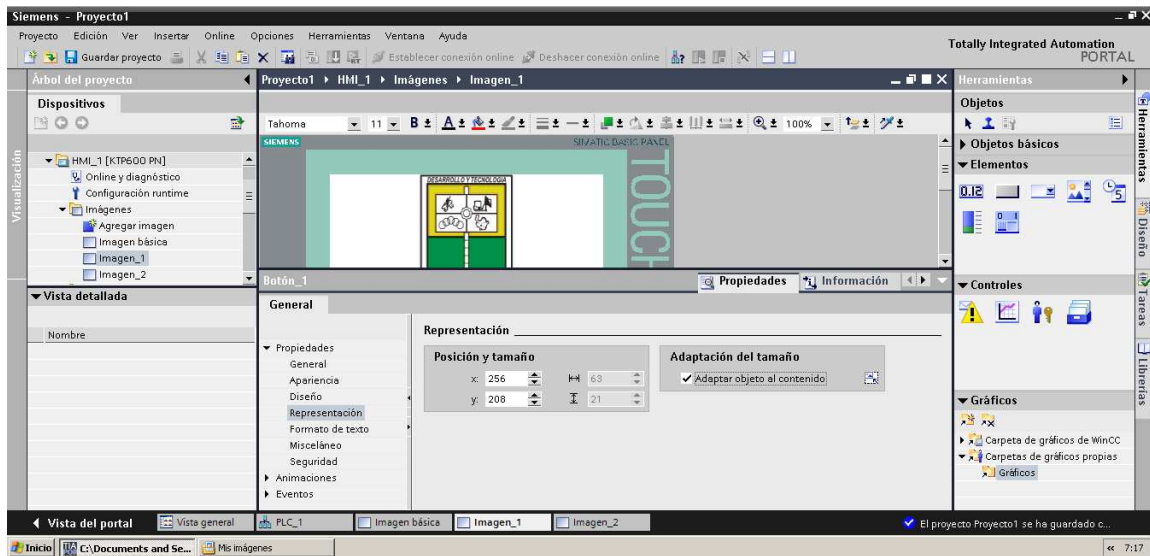 Siemens - Proyecto1
Proyecto Edición Ver Insertar Online Opciones Herramientas Ventana Ayuda
Guardar proyecto Establecer conexión online Deshacer conexión online
Totally Integrated Automation
PORTAL
Árbol del proyecto
Proyecto1 HMI_1 Imágenes Imagen_1
Herramientas
Dispositivos
Objetos
Tahoma 11 B A 100%
SIEMENS
SIMATIC BASIC PANEL
TOUCH
DESARROLLO Y TECNOLOGIA
Visualización
HMI_1 [KTP600 PN]
Online y diagnóstico
Configuración runtime
Imágenes
Agregar imagen
Imagen básica
Imagen_1
Imagen_2
Objetos básicos
Elementos
0.12
5
0 1
Herramientas
Diseño
Tareas
Librerías
Botón_1
Propiedades Información
Vista detallada
Nombre
General
Representación
Propiedades
General
Apariencia
Diseño
Representación
Formato de texto
Misceláneo
Seguridad
Animaciones
Eventos
Posición y tamaño
x: 256 63
y: 208 21
Adaptación del tamaño
Adaptar objeto al contenido
Controles
Gráficos
Carpeta de gráficos de WinCC
Carpetas de gráficos propias
Gráficos
Vista del portal Vista general PLC_1 Imagen básica Imagen_1 Imagen_2
El proyecto Proyecto1 se ha guardado c...
Inicio C:\Documents and Se... Mis imágenes 7:17